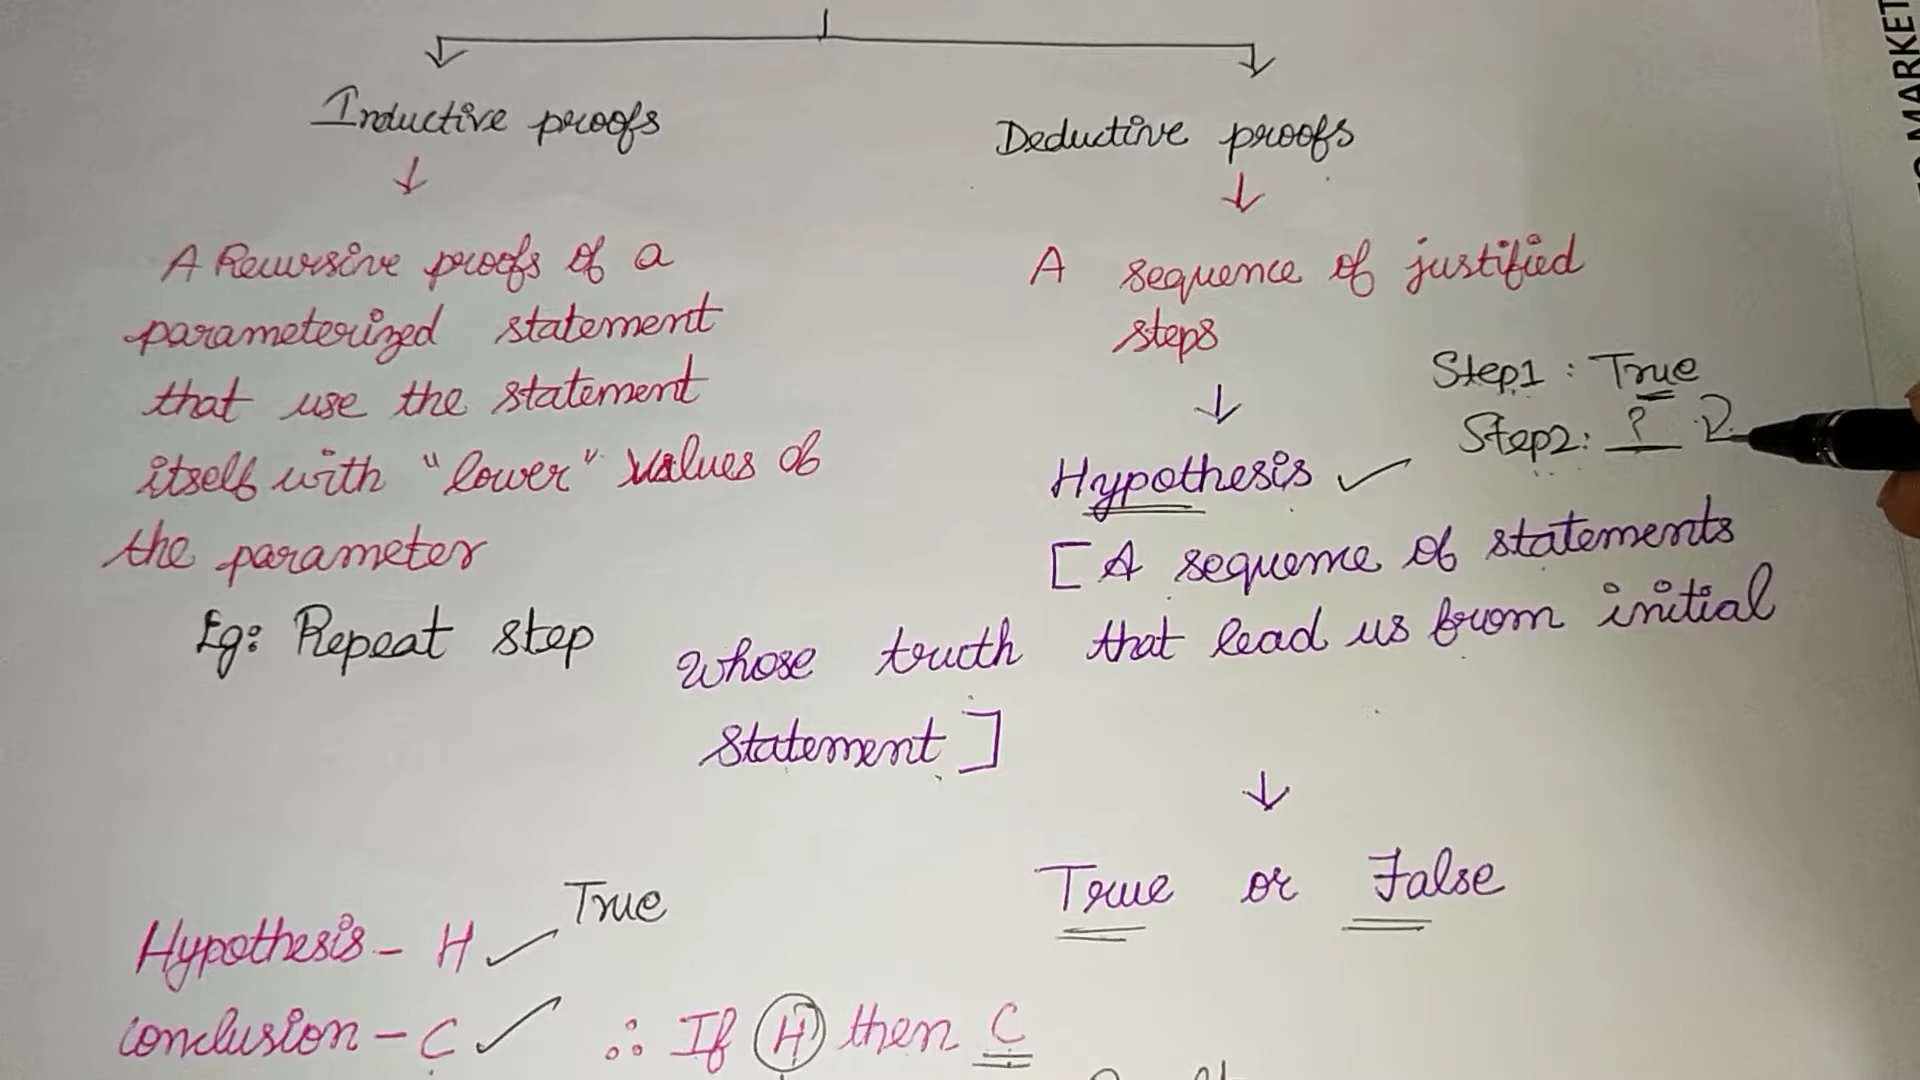 Inductive proofs
A Recursive proofs of a
parameterized statement
that use the statement
itself with "lower" values of
the parameter
Eg: Repeat step
Deductive proofs
A sequence of justified
steps
Step1 : True
Step2: ?
Hypothesis
[A sequence of statements
whose truth that lead us from initial
statement]
True or False
Hypothesis - H True
Conclusion - C ∴ If H then C
MARKET